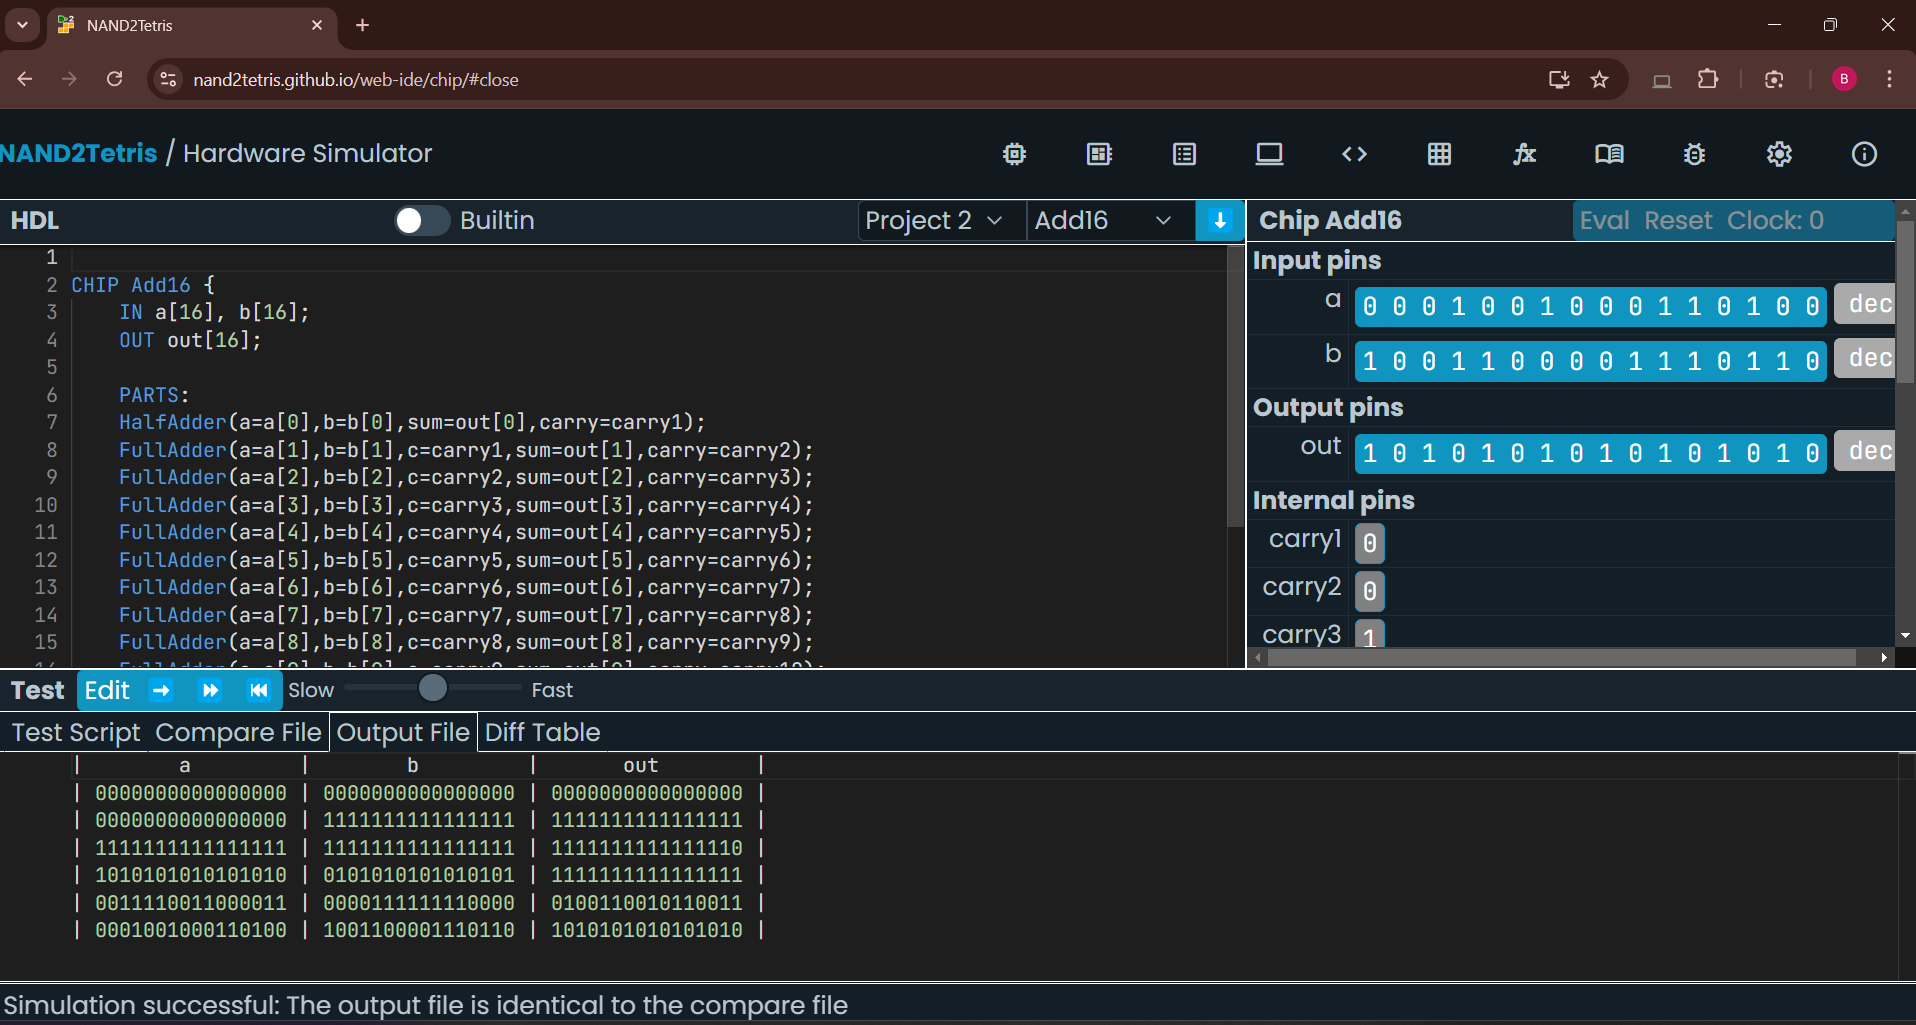 NAND2Tetris
nand2tetris.github.io/web-ide/chip/#close
B
NAND2Tetris / Hardware Simulator
HDL
Builtin
Project 2
Add16
1
2 CHIP Add16 {
3 IN a[16], b[16];
4 OUT out[16];
5
6 PARTS:
7 HalfAdder(a=a[0],b=b[0],sum=out[0],carry=carry1);
8 FullAdder(a=a[1],b=b[1],c=carry1,sum=out[1],carry=carry2);
9 FullAdder(a=a[2],b=b[2],c=carry2,sum=out[2],carry=carry3);
10 FullAdder(a=a[3],b=b[3],c=carry3,sum=out[3],carry=carry4);
11 FullAdder(a=a[4],b=b[4],c=carry4,sum=out[4],carry=carry5);
12 FullAdder(a=a[5],b=b[5],c=carry5,sum=out[5],carry=carry6);
13 FullAdder(a=a[6],b=b[6],c=carry6,sum=out[6],carry=carry7);
14 FullAdder(a=a[7],b=b[7],c=carry7,sum=out[7],carry=carry8);
15 FullAdder(a=a[8],b=b[8],c=carry8,sum=out[8],carry=carry9);
Chip Add16
Eval Reset Clock: 0
Input pins
a 0 0 0 1 0 0 1 0 0 0 1 1 0 1 0 0 dec
b 1 0 0 1 1 0 0 0 0 1 1 1 0 1 1 0 dec
Output pins
out 1 0 1 0 1 0 1 0 1 0 1 0 1 0 1 0 dec
Internal pins
carry1 0
carry2 0
carry3 1
Test Edit Slow Fast
Test Script Compare File Output File Diff Table
| a | b | out |
| 0000000000000000 | 0000000000000000 | 0000000000000000 |
| 0000000000000000 | 1111111111111111 | 1111111111111111 |
| 1111111111111111 | 1111111111111111 | 1111111111111110 |
| 1010101010101010 | 0101010101010101 | 1111111111111111 |
| 0011110011000011 | 0000111111110000 | 0100110010110011 |
| 0001001000110100 | 1001100001110110 | 1010101010101010 |
Simulation successful: The output file is identical to the compare file